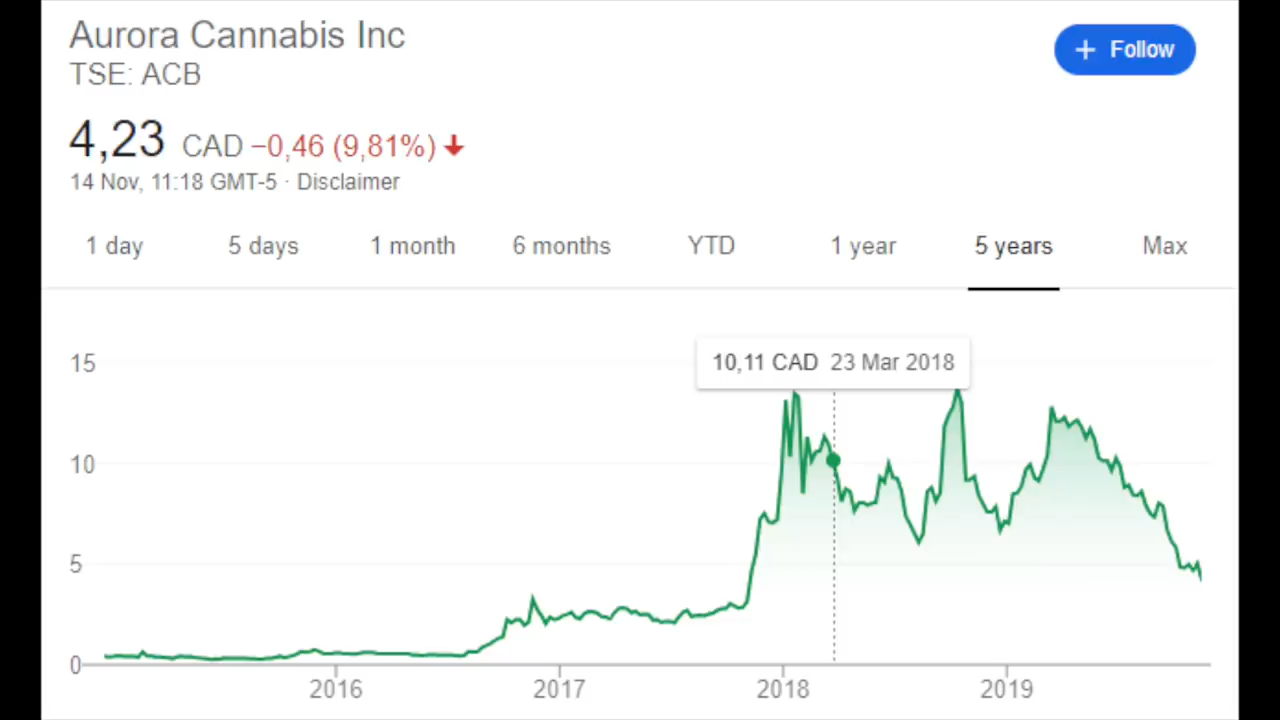 Aurora Cannabis Inc
TSE: ACB
+ Follow
4,23 CAD −0,46 (9,81%)
14 Nov, 11:18 GMT-5 · Disclaimer
1 day 5 days 1 month 6 months YTD 1 year 5 years Max
10,11 CAD 23 Mar 2018
15
10
5
0
2016 2017 2018 2019